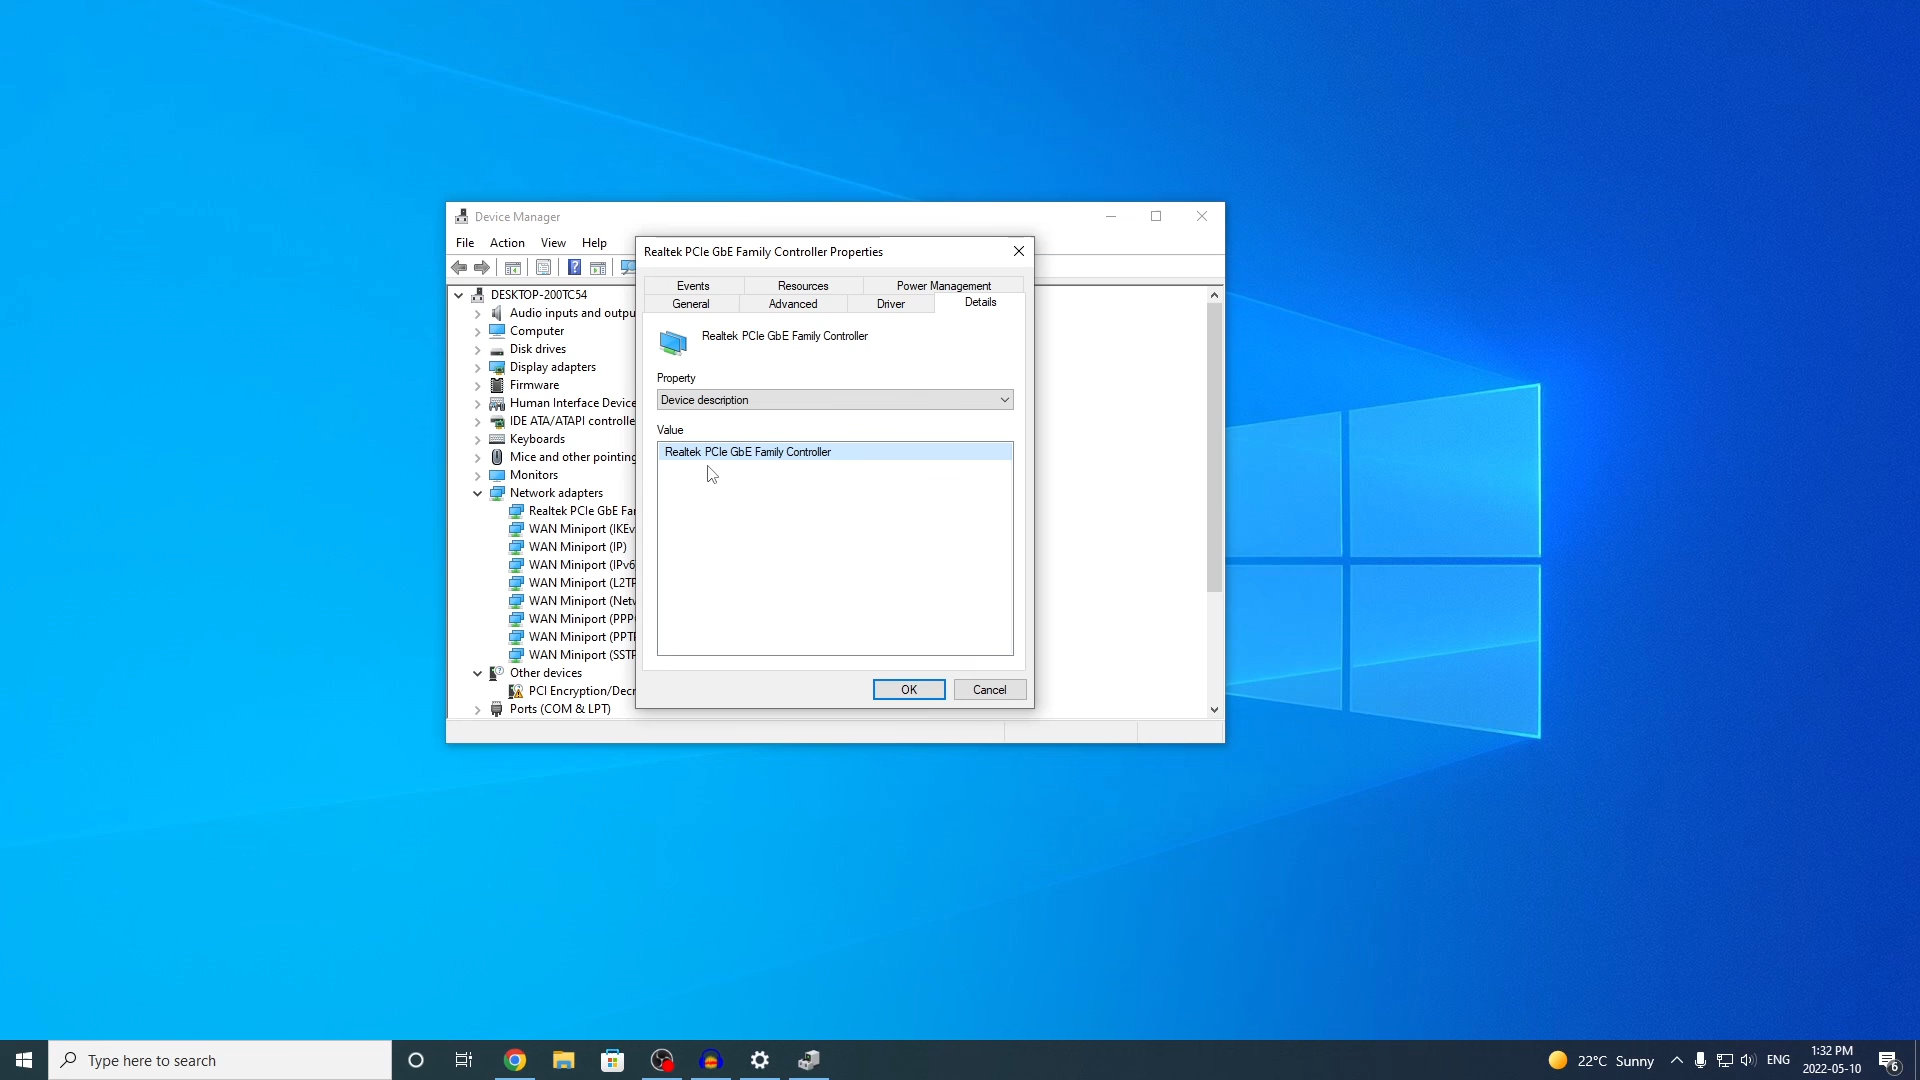 Device Manager
File Action View Help
DESKTOP-200TC54
Audio inputs and outpu
Computer
Disk drives
Display adapters
Firmware
Human Interface Device
IDE ATA/ATAPI controlle
Keyboards
Mice and other pointing
Monitors
Network adapters
Realtek PCIe GbE Fa
WAN Miniport (IKEv
WAN Miniport (IP)
WAN Miniport (IPv6
WAN Miniport (L2TP
WAN Miniport (Netw
WAN Miniport (PPPO
WAN Miniport (PPTP
WAN Miniport (SSTP
Other devices
PCI Encryption/Decr
Ports (COM & LPT)
Realtek PCIe GbE Family Controller Properties
Events Resources Power Management
General Advanced Driver Details
Realtek PCIe GbE Family Controller
Property
Device description
Value
Realtek PCIe GbE Family Controller
OK Cancel
Type here to search
22°C Sunny
ENG
1:32 PM
2022-05-10
6